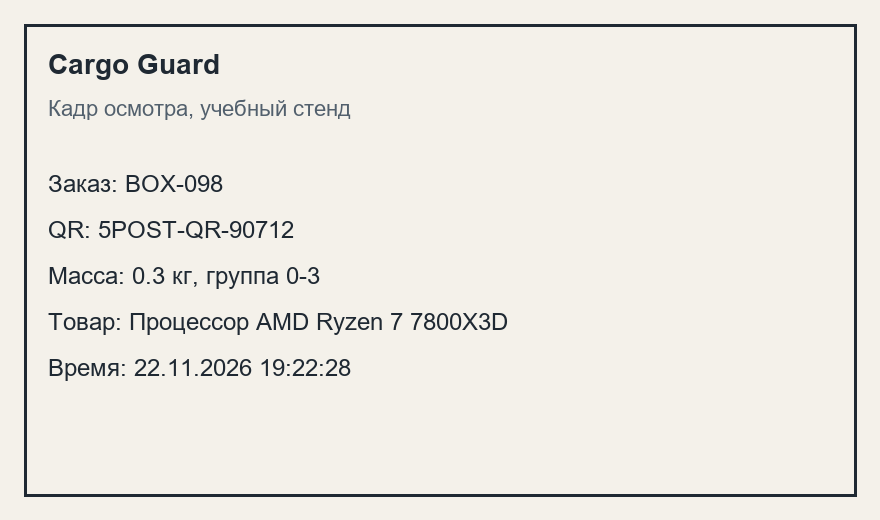 Cargo Guard
Кадр осмотра, учебный стенд
Заказ: BOX-098
QR: 5POST-QR-90712
Масса: 0.3 кг, группа 0-3
Товар: Процессор AMD Ryzen 7 7800X3D
Время: 22.11.2026 19:22:28